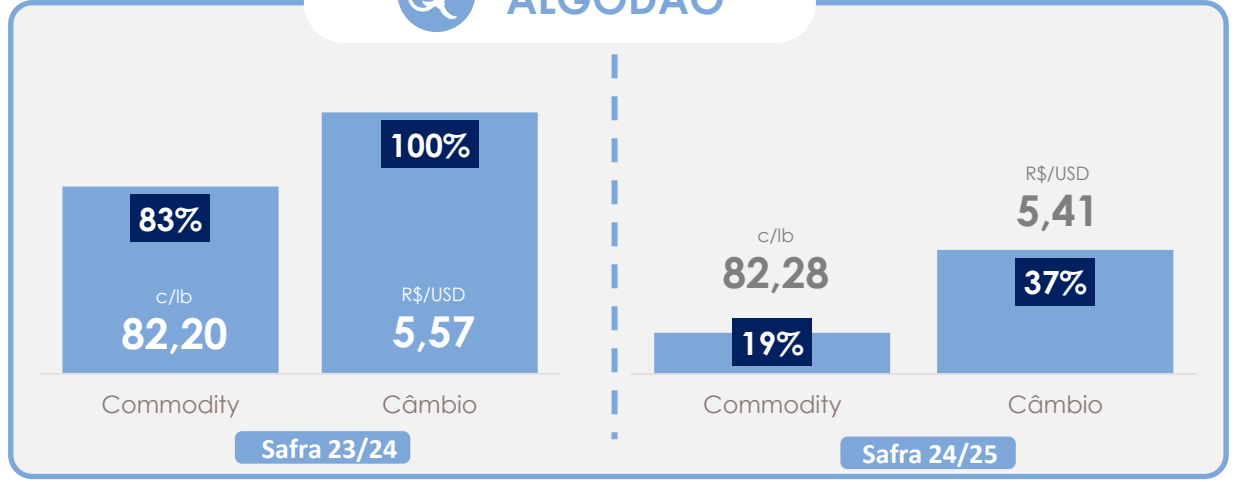 ALGODÃO
100%
83%
c/lb
82,20
R$/USD
5,57
Commodity
Câmbio
Safra 23/24
R$/USD
5,41
c/lb
82,28
37%
19%
Commodity
Câmbio
Safra 24/25